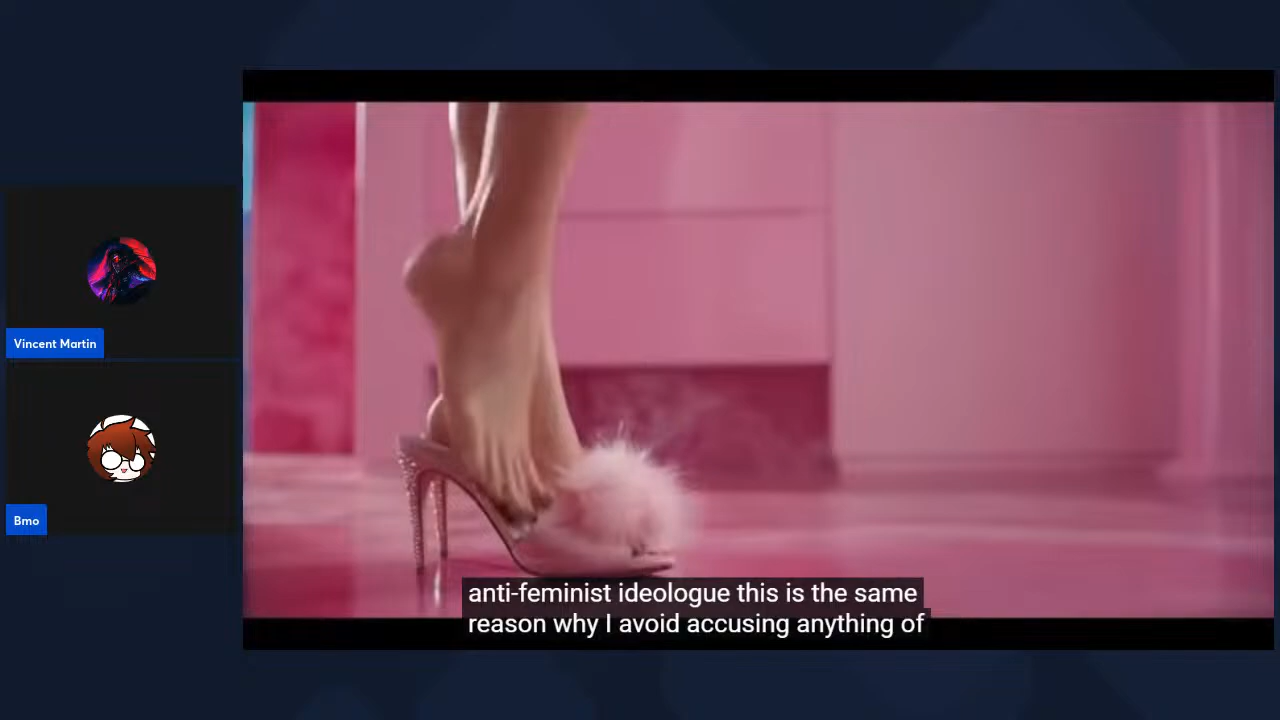 Vincent Martin
Bmo
anti-feminist ideologue this is the same
reason why I avoid accusing anything of